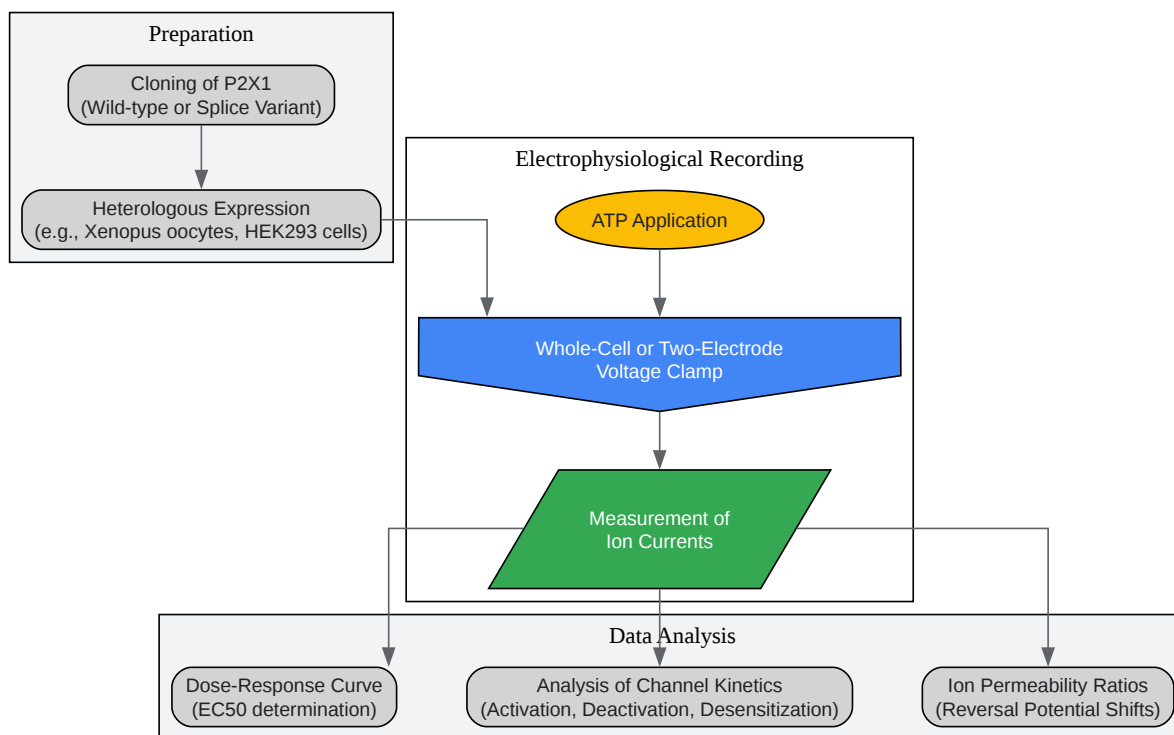 Preparation
Cloning of P2X1
(Wild-type or Splice Variant)
Heterologous Expression
(e.g., Xenopus oocytes, HEK293 cells)
Electrophysiological Recording
ATP Application
Whole-Cell or Two-Electrode
Voltage Clamp
Measurement of
Ion Currents
Data Analysis
Dose-Response Curve
(EC50 determination)
Analysis of Channel Kinetics
(Activation, Deactivation, Desensitization)
Ion Permeability Ratios
(Reversal Potential Shifts)